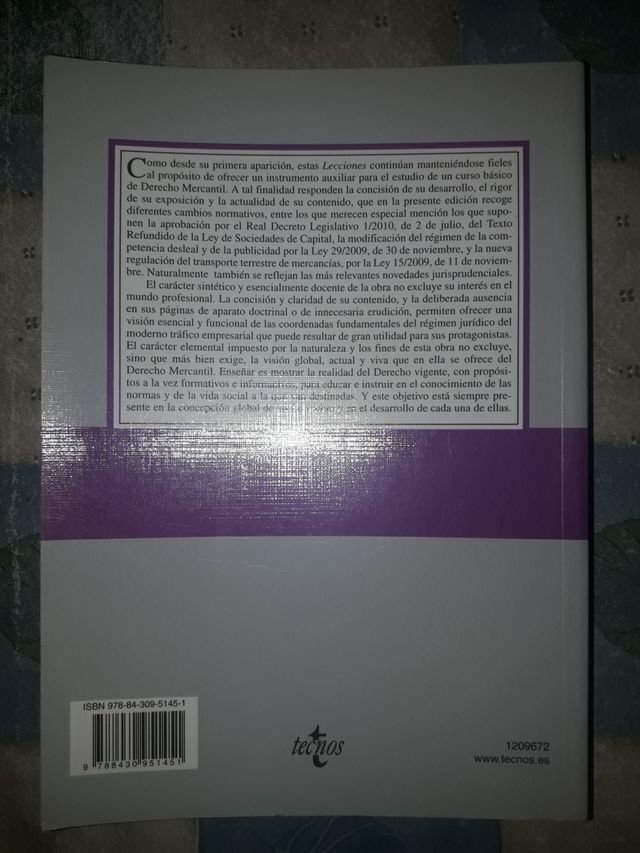 Como desde su primera aparición, estas Lecciones continúan manteniéndose fieles
al propósito de ofrecer un instrumento auxiliar para el estudio de un curso básico
de Derecho Mercantil. A tal finalidad responden la concisión de su desarrollo, el rigor
de su exposición y la actualidad de su contenido, que en la presente edición recoge
diferentes cambios normativos, entre los que merecen especial mención los que supo-
nen la aprobación por el Real Decreto Legislativo 1/2010, de 2 de julio, del Texto
Refundido de la Ley de Sociedades de Capital, la modificación del régimen de la com-
petencia desleal y de la publicidad por Ley 29/2009, de 30 de noviembre, y la nueva
regulación del transporte terrestre de mercancías, por la Ley 15/2009, de 11 de noviem-
bre. Naturalmente también se reflejan las más relevantes novedades jurisprudenciales.
El carácter sintético y esencialmente docente de la obra no excluye su interés en el
mundo profesional. La concisión y claridad de su contenido, y la deliberada ausencia
en sus páginas de aparato doctrinal o de innecesaria erudición, permiten ofrecer una
visión esencial y funcional de las coordenadas fundamentales del régimen jurídico del
moderno tráfico empresarial que puede resultar de gran utilidad para sus protagonistas.
El carácter elemental impuesto por la naturaleza y los fines de esta obra no excluye,
sino que más bien exige, la visión global, actual y viva que en ella se ofrece del
Derecho Mercantil. Enseñar es mostrar la realidad del Derecho vigente, con propósi-
tos a la vez formativos e informativos, para educar e instruir en el conocimiento de las
normas y de la vida social a la que van destinadas. Y este objetivo está siempre pre-
sente en la concepción global de en el desarrollo de cada una de ellas.
ISBN 978-84-309-5145-1
9 788430 951451
tecnos
1209672
www.tecnos.es